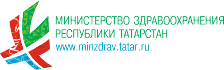 МИНИСТЕРСТВО ЗДРАВООХРАНЕНИЯ
РЕСПУБЛИКИ ТАТАРСТАН
www.minzdrav.tatar.ru